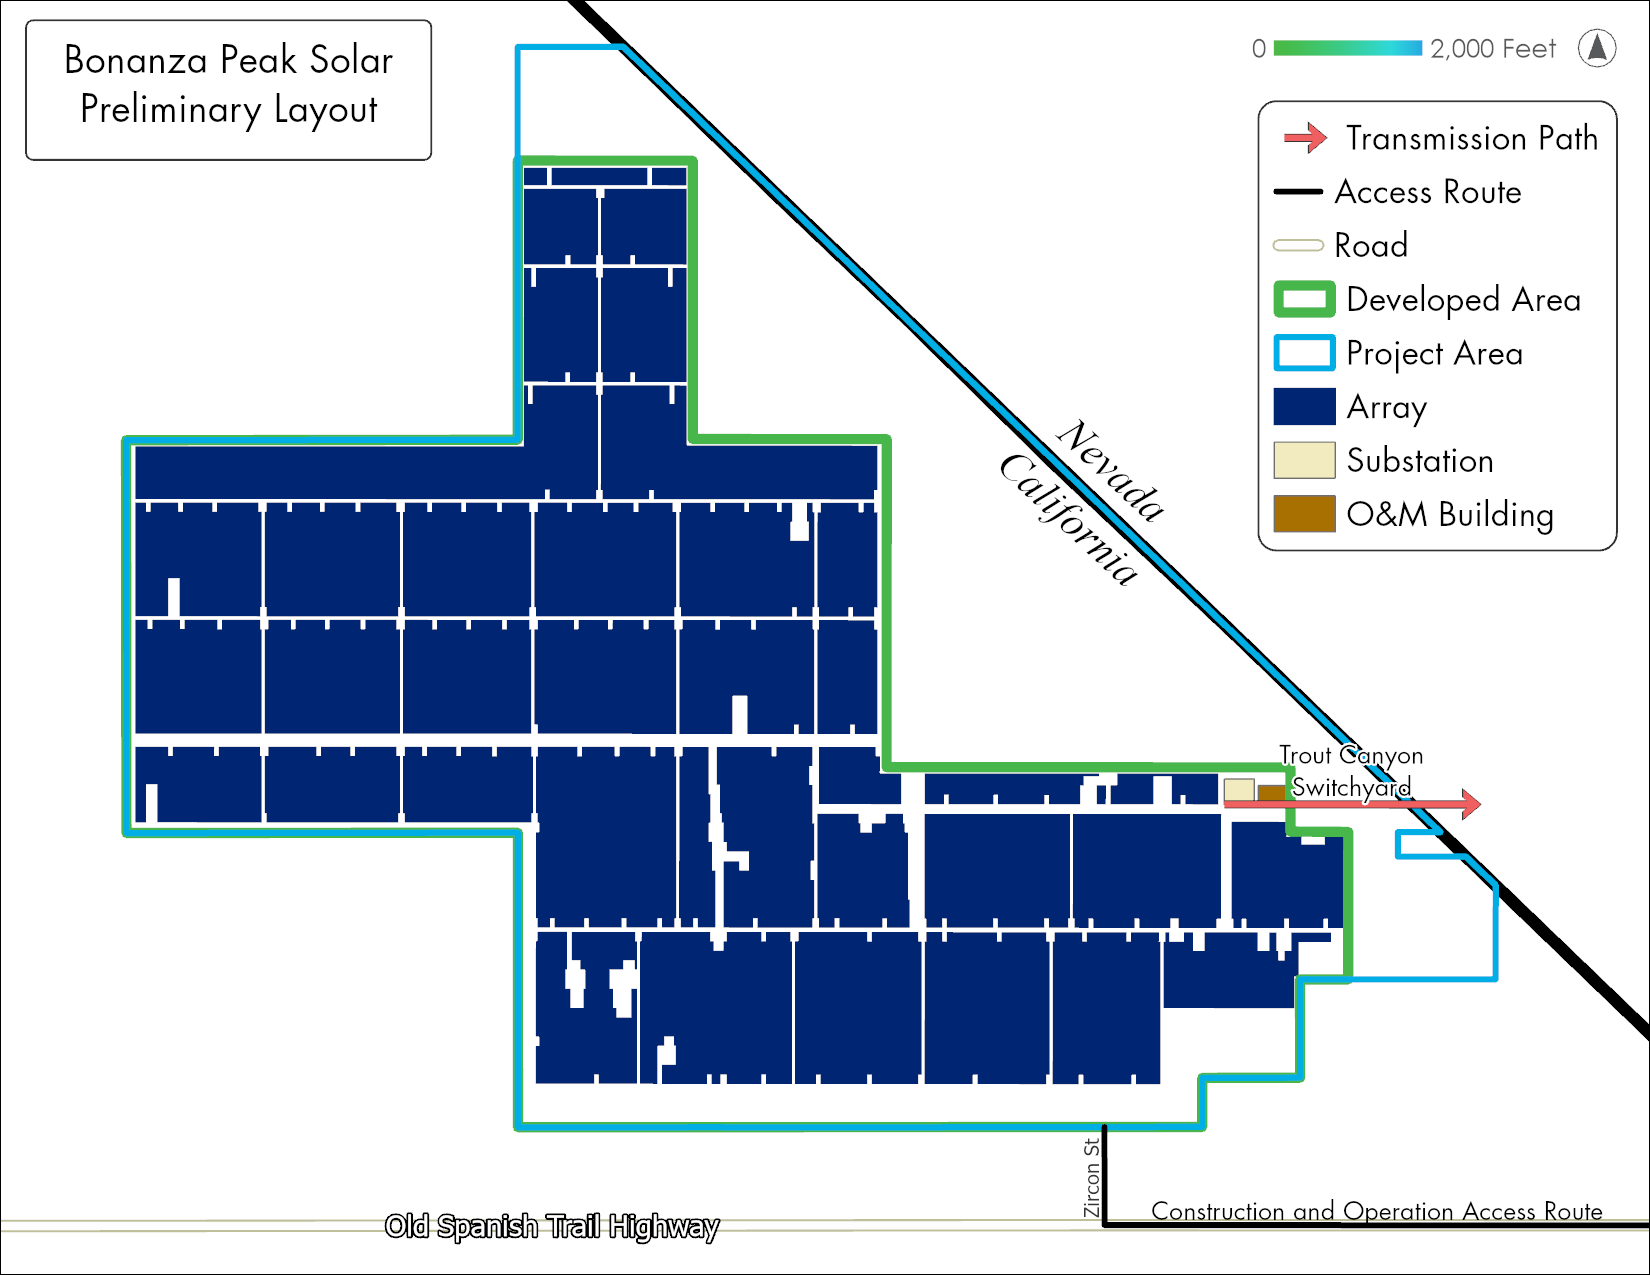 Bonanza Peak Solar
Preliminary Layout
0 2,000 Feet
Transmission Path
Access Route
Road
Developed Area
Project Area
Array
Substation
O&M Building
Nevada
California
Trout Canyon
Switchyard
Zircon St
Construction and Operation Access Route
Old Spanish Trail Highway